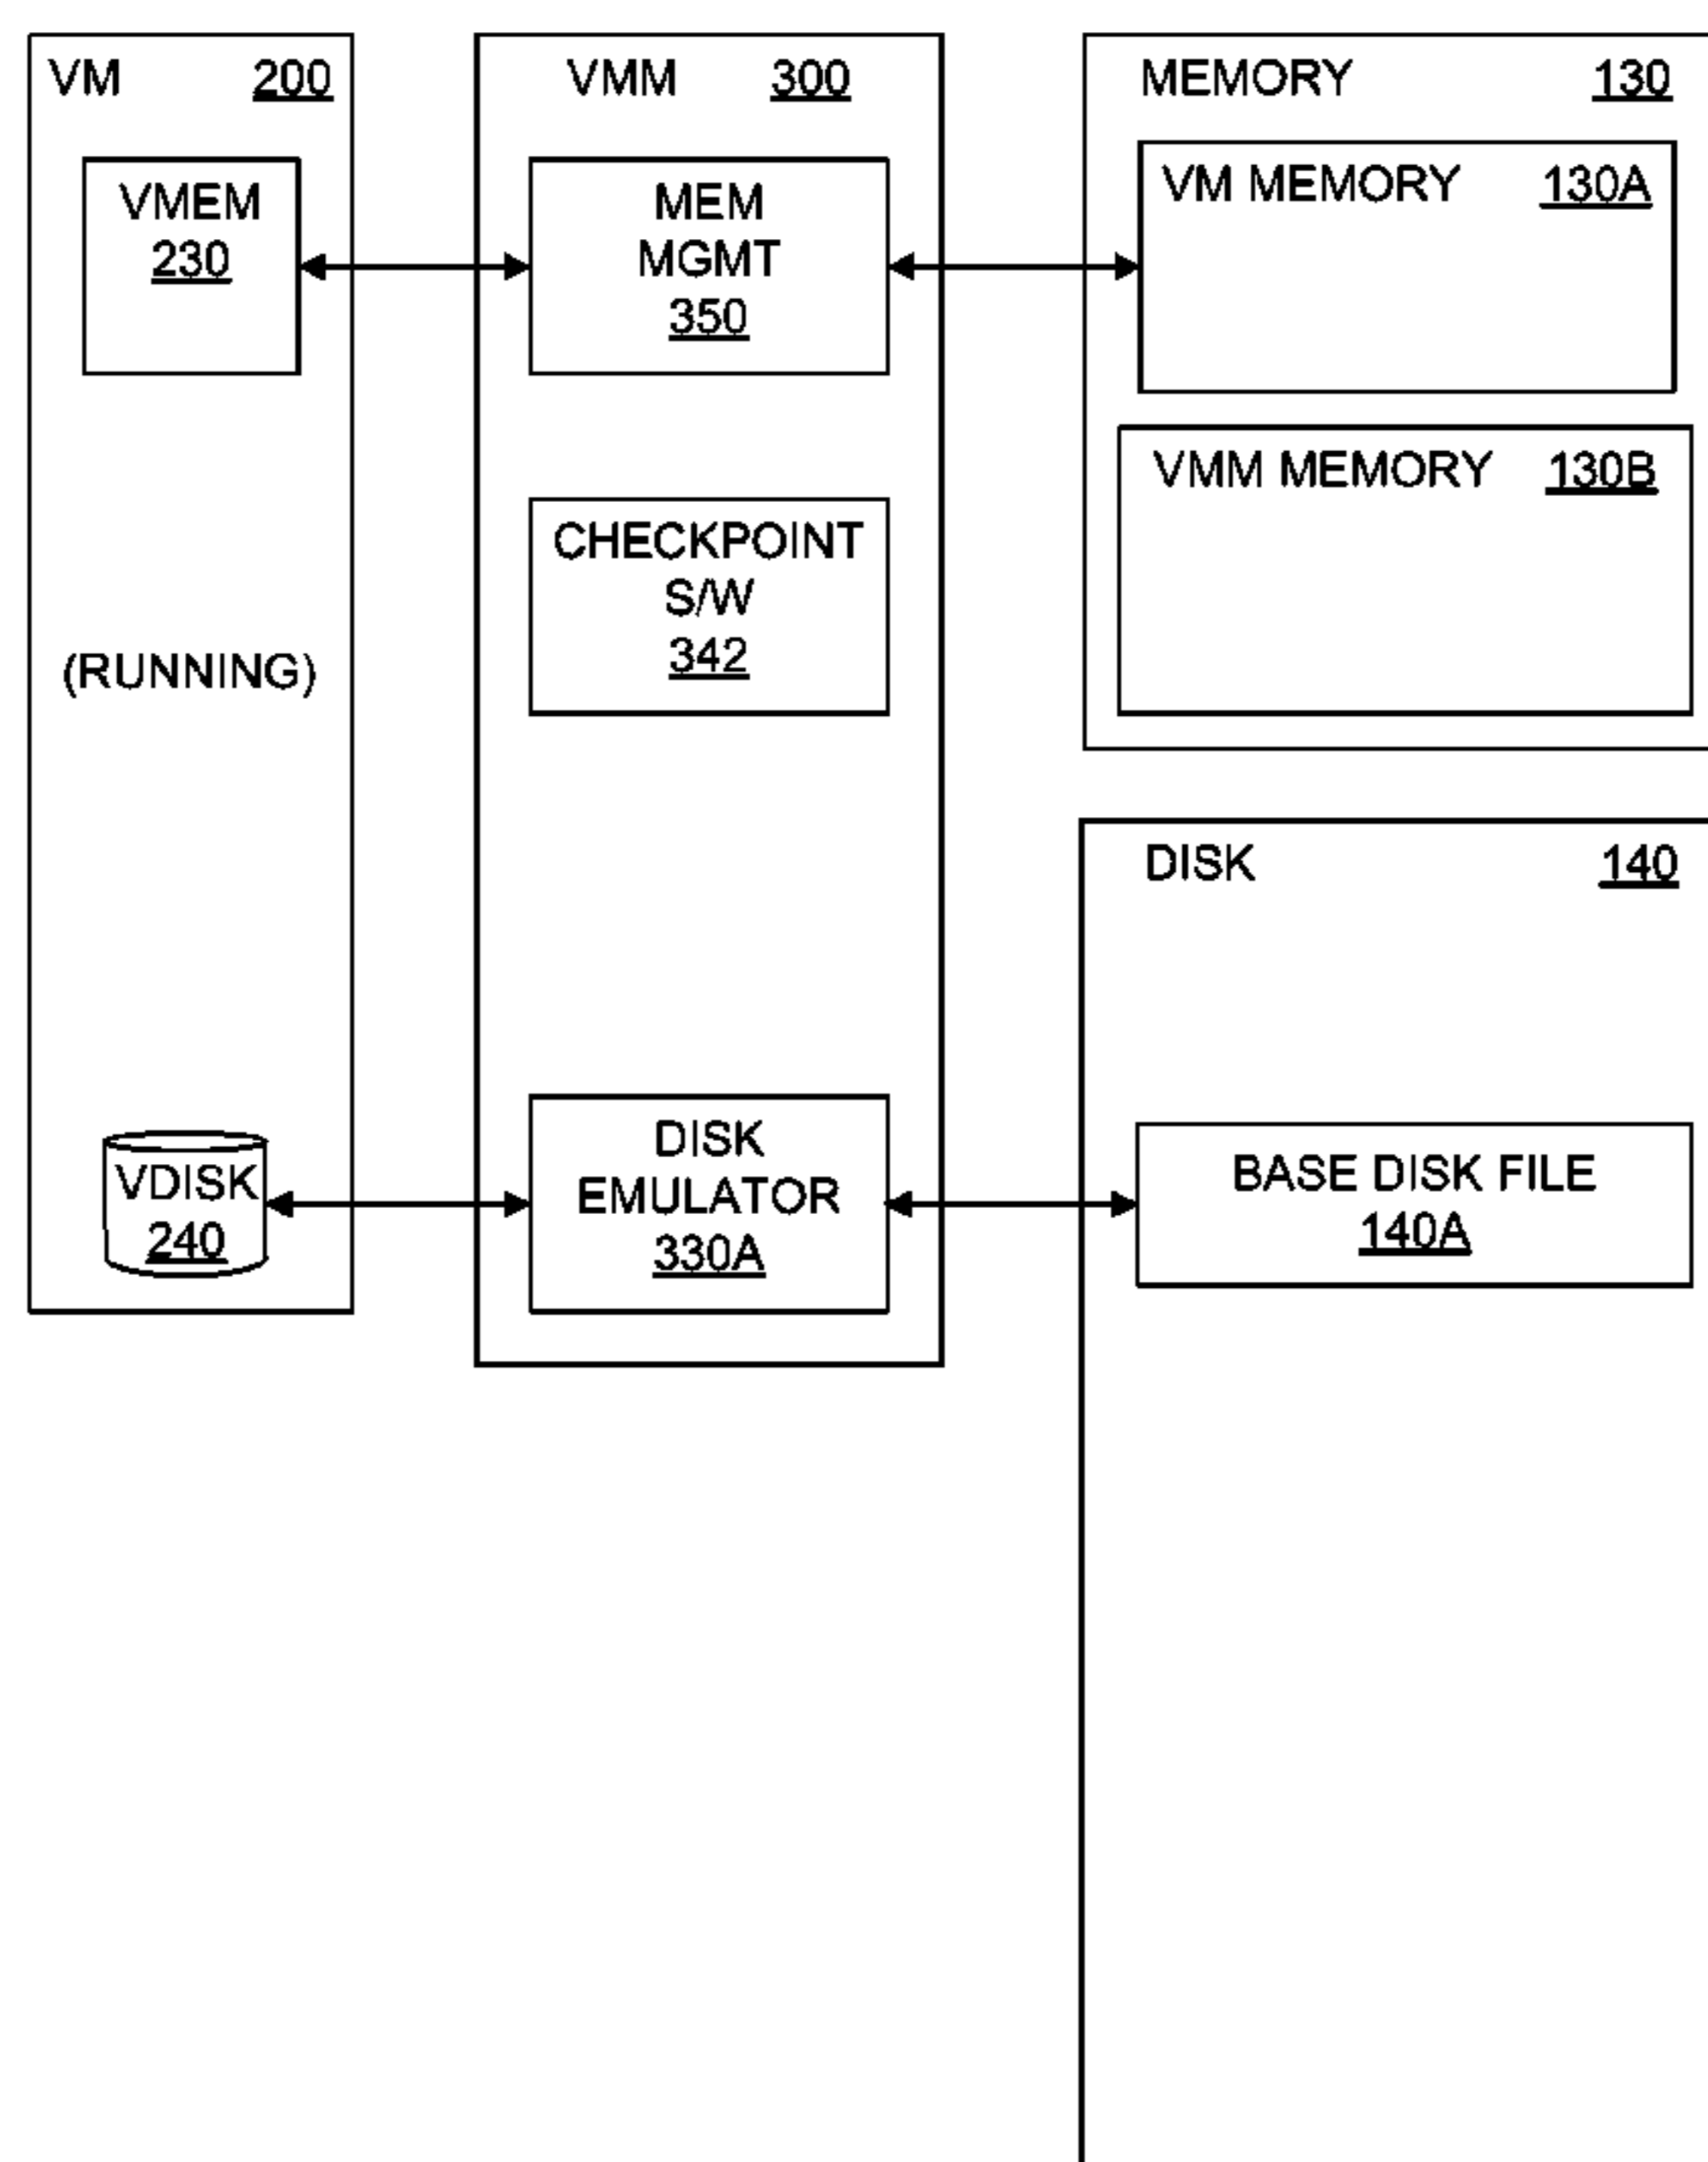 VM 200
VMEM
230
(RUNNING)
VDISK
240
VMM 300
MEM
MGMT
350
CHECKPOINT
S/W
342
DISK
EMULATOR
330A
MEMORY 130
VM MEMORY 130A
VMM MEMORY 130B
DISK 140
BASE DISK FILE
140A